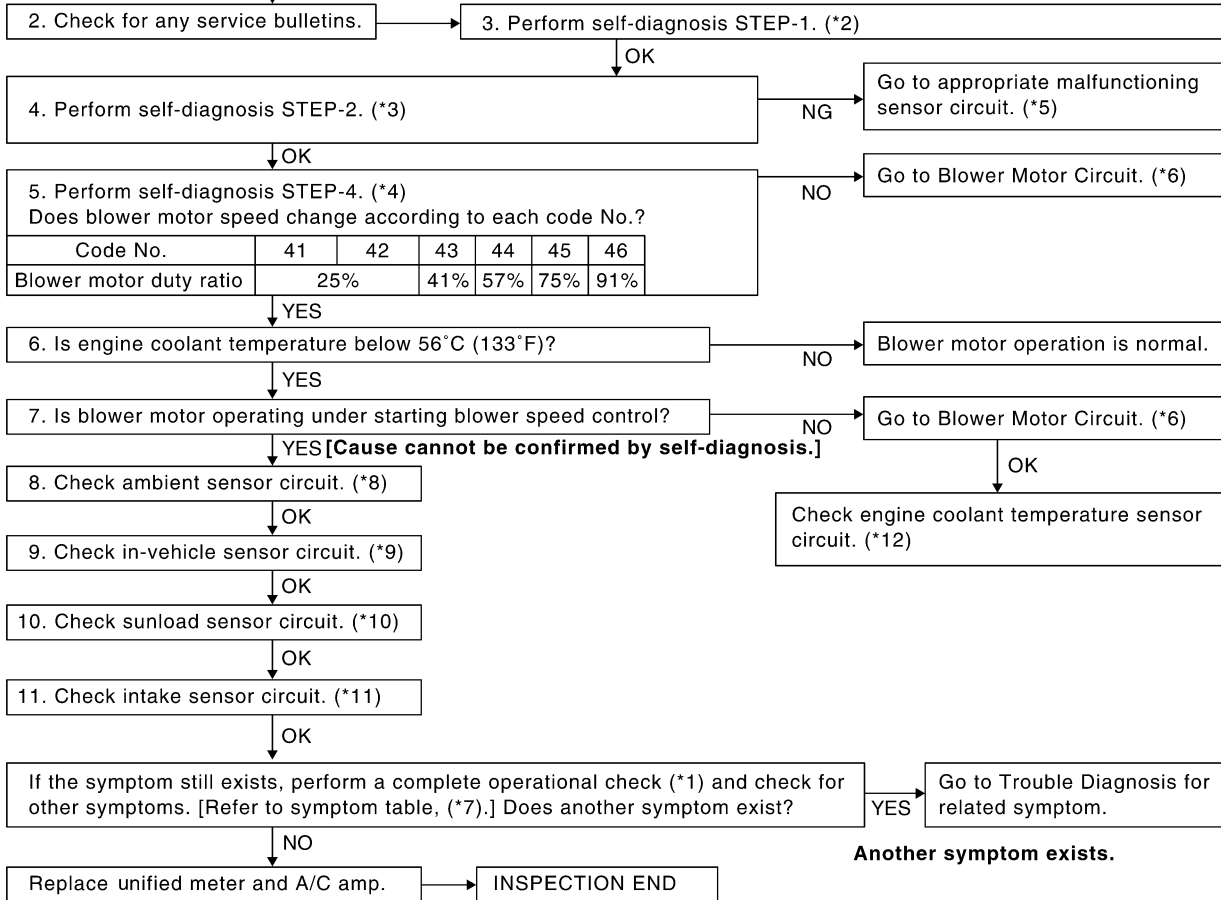 2. Check for any service bulletins.
3. Perform self-diagnosis STEP-1. (*2)
OK
4. Perform self-diagnosis STEP-2. (*3)
NG
Go to appropriate malfunctioning
sensor circuit. (*5)
OK
5. Perform self-diagnosis STEP-4. (*4)
Does blower motor speed change according to each code No.?
Code No. 41 42 43 44 45 46
Blower motor duty ratio 25% 41% 57% 75% 91%
NO
Go to Blower Motor Circuit. (*6)
YES
6. Is engine coolant temperature below 56˚C (133˚F)?
NO
Blower motor operation is normal.
YES
7. Is blower motor operating under starting blower speed control?
NO
Go to Blower Motor Circuit. (*6)
YES [Cause cannot be confirmed by self-diagnosis.]
OK
Check engine coolant temperature sensor
circuit. (*12)
8. Check ambient sensor circuit. (*8)
OK
9. Check in-vehicle sensor circuit. (*9)
OK
10. Check sunload sensor circuit. (*10)
OK
11. Check intake sensor circuit. (*11)
OK
If the symptom still exists, perform a complete operational check (*1) and check for
other symptoms. [Refer to symptom table, (*7).] Does another symptom exist?
YES
Go to Trouble Diagnosis for
related symptom.
Another symptom exists.
NO
Replace unified meter and A/C amp.
INSPECTION END